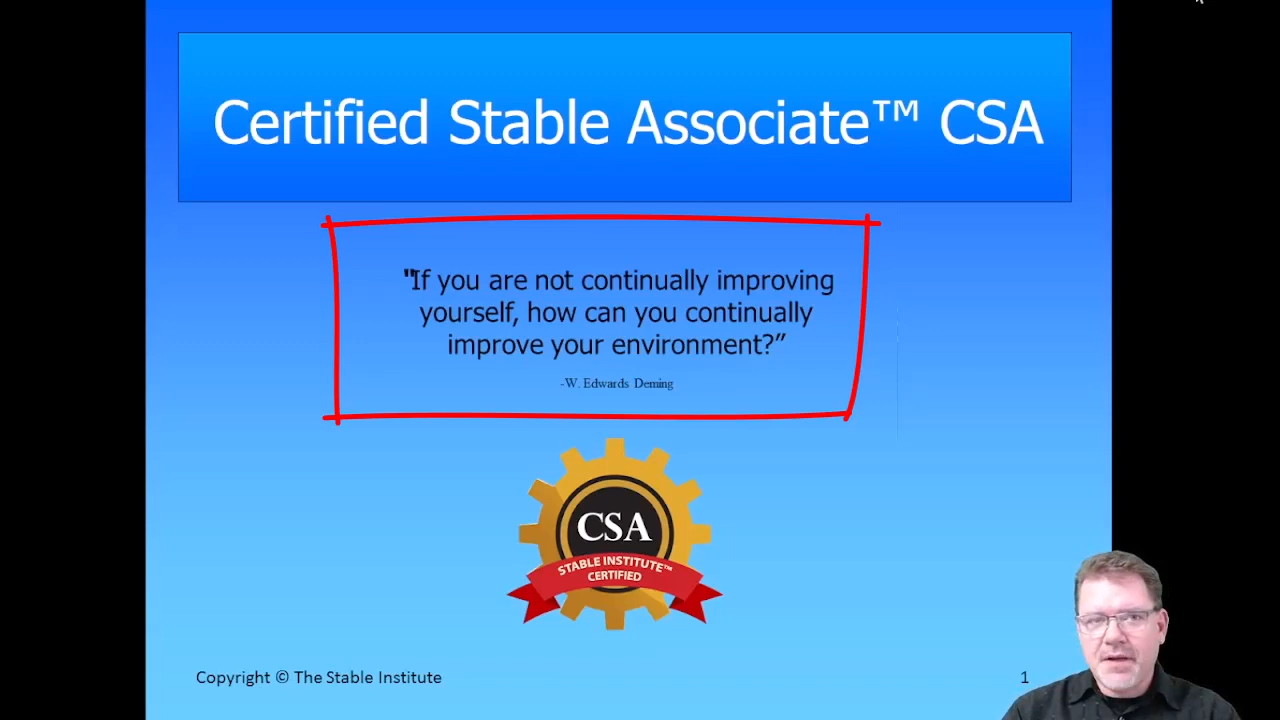 Certified Stable Associate™ CSA
"If you are not continually improving
yourself, how can you continually
improve your environment?”
-W. Edwards Deming
CSA
STABLE INSTITUTE™
CERTIFIED
Copyright © The Stable Institute
1